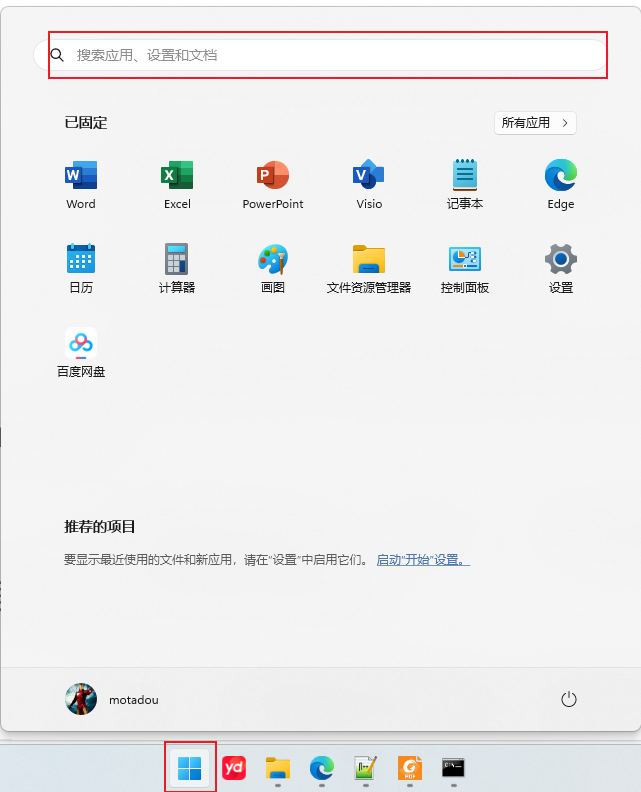 搜索应用、设置和文档
已固定
所有应用 >
Word Excel PowerPoint Visio 记事本 Edge
日历 计算器 画图 文件资源管理器 控制面板 设置
百度网盘
推荐的项目
要显示最近使用的文件和新应用，请在“设置”中启用它们。 启动“开始”设置。
motadou
yd PDF